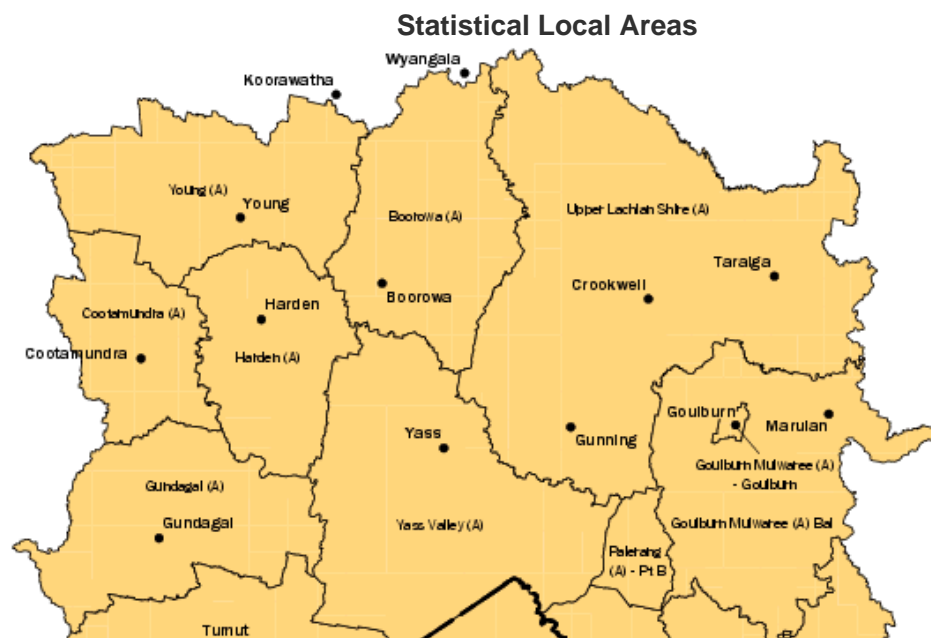 Statistical Local Areas
Wyangala
Koorawatha
Young (A)
Young
Boorowa (A)
Upper Lachlan Shire (A)
Taralga
Crookwell
Boorowa
Harden
Cootamundra (A)
Cootamundra
Harden (A)
Goulburn
Marulan
Gunning
Yass
Goulburn Mulwaree (A)
- Goulburn
Gundagai (A)
Gundagai
Yass Valley (A)
Goulburn Mulwaree (A) Bal
Palerang
(A) - Pt B
Tumut